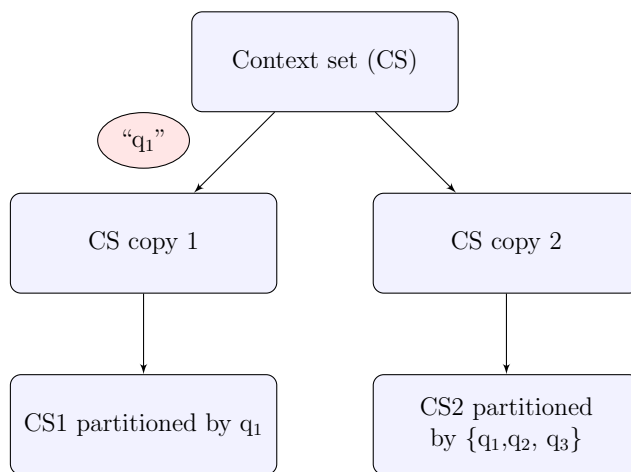 Context set (CS)
“q₁”
CS copy 1
CS copy 2
CS1 partitioned by q₁
CS2 partitioned
by {q₁,q₂, q₃}